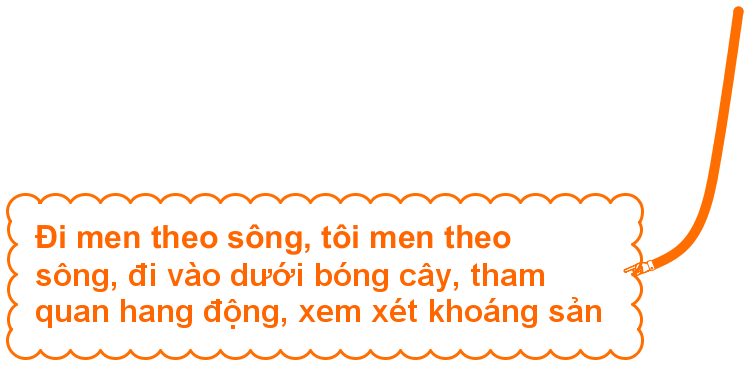 Đi men theo sông, tôi men theo
sông, đi vào dưới bóng cây, tham
quan hang động, xem xét khoáng sản